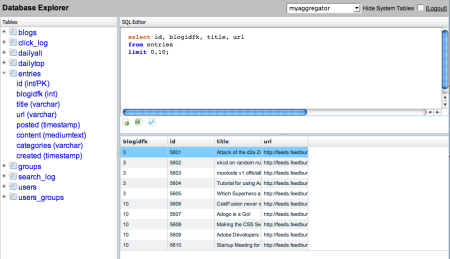 Database Explorer
myaggregator
Hide System Tables
[Logout]
Tables
blogs
click_log
dailyall
dailytop
entries
id (int/PK)
blogidfk (int)
title (varchar)
url (varchar)
posted (timestamp)
content (mediumtext)
categories (varchar)
created (timestamp)
groups
search_log
users
users_groups
SQL Editor
select id, blogidfk, title, url
from entries
limit 0,10;
blogidfk id title url
3 5601 Attack of the d2s Zi http://feeds.feedbur
3 5602 xkcd on random nu http://feeds.feedbur
3 5603 mootools v1 officiall http://feeds.feedbur
3 5604 Tutorial for using Ad http://feeds.feedbur
3 5605 Which Superhero a http://feeds.feedbur
10 5606 ColdFusion never m http://feeds.feedbur
10 5607 Adogo is a Go! http://feeds.feedbur
10 5608 Making the CSS Sw http://feeds.feedbur
10 5609 Adobe Developers - http://feeds.feedbur
10 5610 Startup Meeting for http://feeds.feedbur